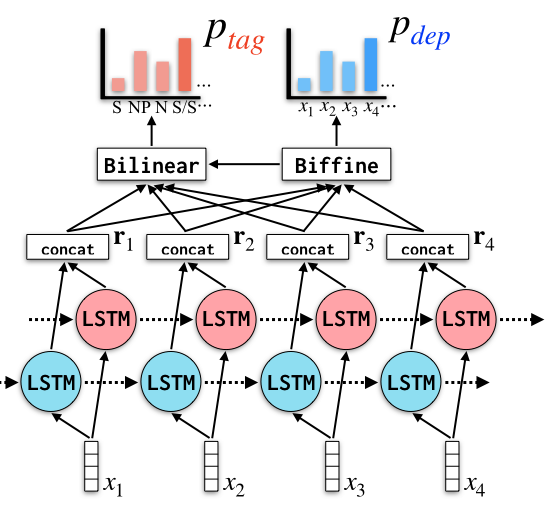 p_tag p_dep
S NP N S/S ... x_1 x_2 x_3 x_4 ...
... ...
Bilinear Biffine
concat r_1 concat r_2 concat r_3 concat r_4
LSTM LSTM LSTM LSTM
LSTM LSTM LSTM LSTM
x_1 x_2 x_3 x_4